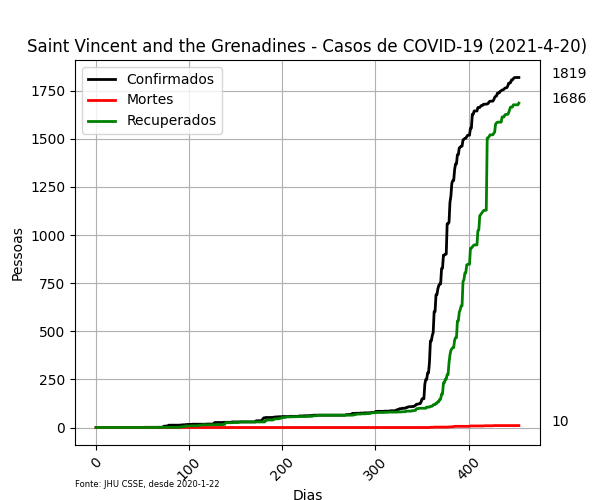 Saint Vincent and the Grenadines - Casos de COVID-19 (2021-4-20)
Confirmados
Mortes
Recuperados
1819
1686
10
Pessoas
1750
1500
1250
1000
750
500
250
0
0
100
200
300
400
Dias
Fonte: JHU CSSE, desde 2020-1-22